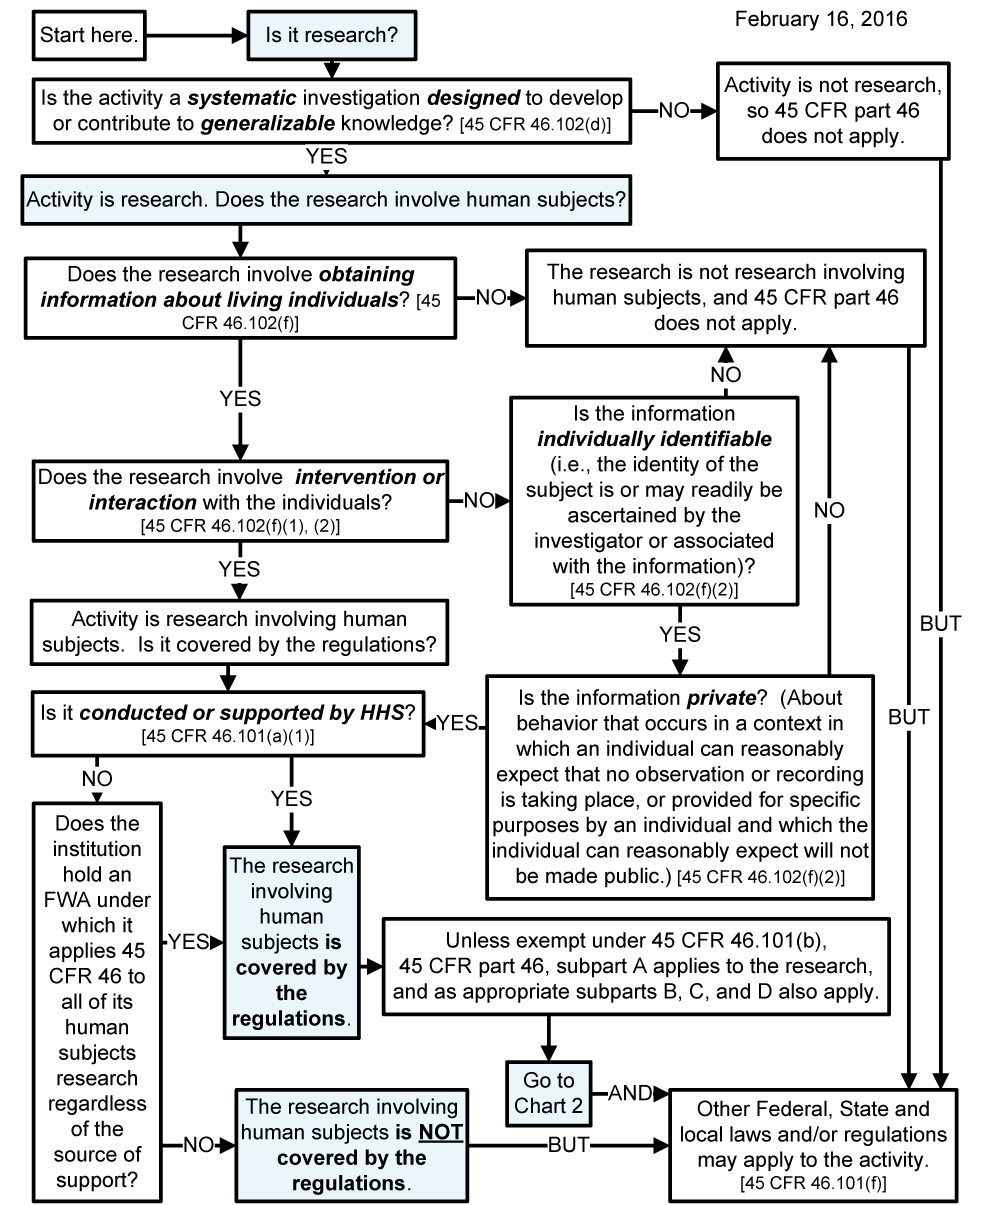 February 16, 2016
Start here.
Is it research?
Is the activity a systematic investigation designed to develop
or contribute to generalizable knowledge? [45 CFR 46.102(d)]
NO
Activity is not research,
so 45 CFR part 46
does not apply.
YES
Activity is research. Does the research involve human subjects?
Does the research involve obtaining
information about living individuals? [45
CFR 46.102(f)]
NO
The research is not research involving
human subjects, and 45 CFR part 46
does not apply.
YES
NO
Is the information
individually identifiable
(i.e., the identity of the
subject is or may readily be
ascertained by the
investigator or associated
with the information)?
[45 CFR 46.102(f)(2)]
Does the research involve  intervention or
interaction with the individuals?
[45 CFR 46.102(f)(1), (2)]
NO
NO
YES
Activity is research involving human
subjects.  Is it covered by the regulations?
BUT
YES
Is it conducted or supported by HHS?
[45 CFR 46.101(a)(1)]
YES
Is the information private?  (About
behavior that occurs in a context in
which an individual can reasonably
expect that no observation or recording
is taking place, or provided for specific
purposes by an individual and which the
individual can reasonably expect will not
be made public.) [45 CFR 46.102(f)(2)]
BUT
NO
YES
Does the
institution
hold an
FWA under
which it
applies 45
CFR 46 to
all of its
human
subjects
research
regardless
of the
source of
support?
YES
The research
involving
human
subjects is
covered by
the
regulations.
Unless exempt under 45 CFR 46.101(b),
45 CFR part 46, subpart A applies to the research,
and as appropriate subparts B, C, and D also apply.
Go to
Chart 2
AND
NO
The research involving
human subjects is NOT
covered by the
regulations.
BUT
Other Federal, State and
local laws and/or regulations
may apply to the activity.
[45 CFR 46.101(f)]